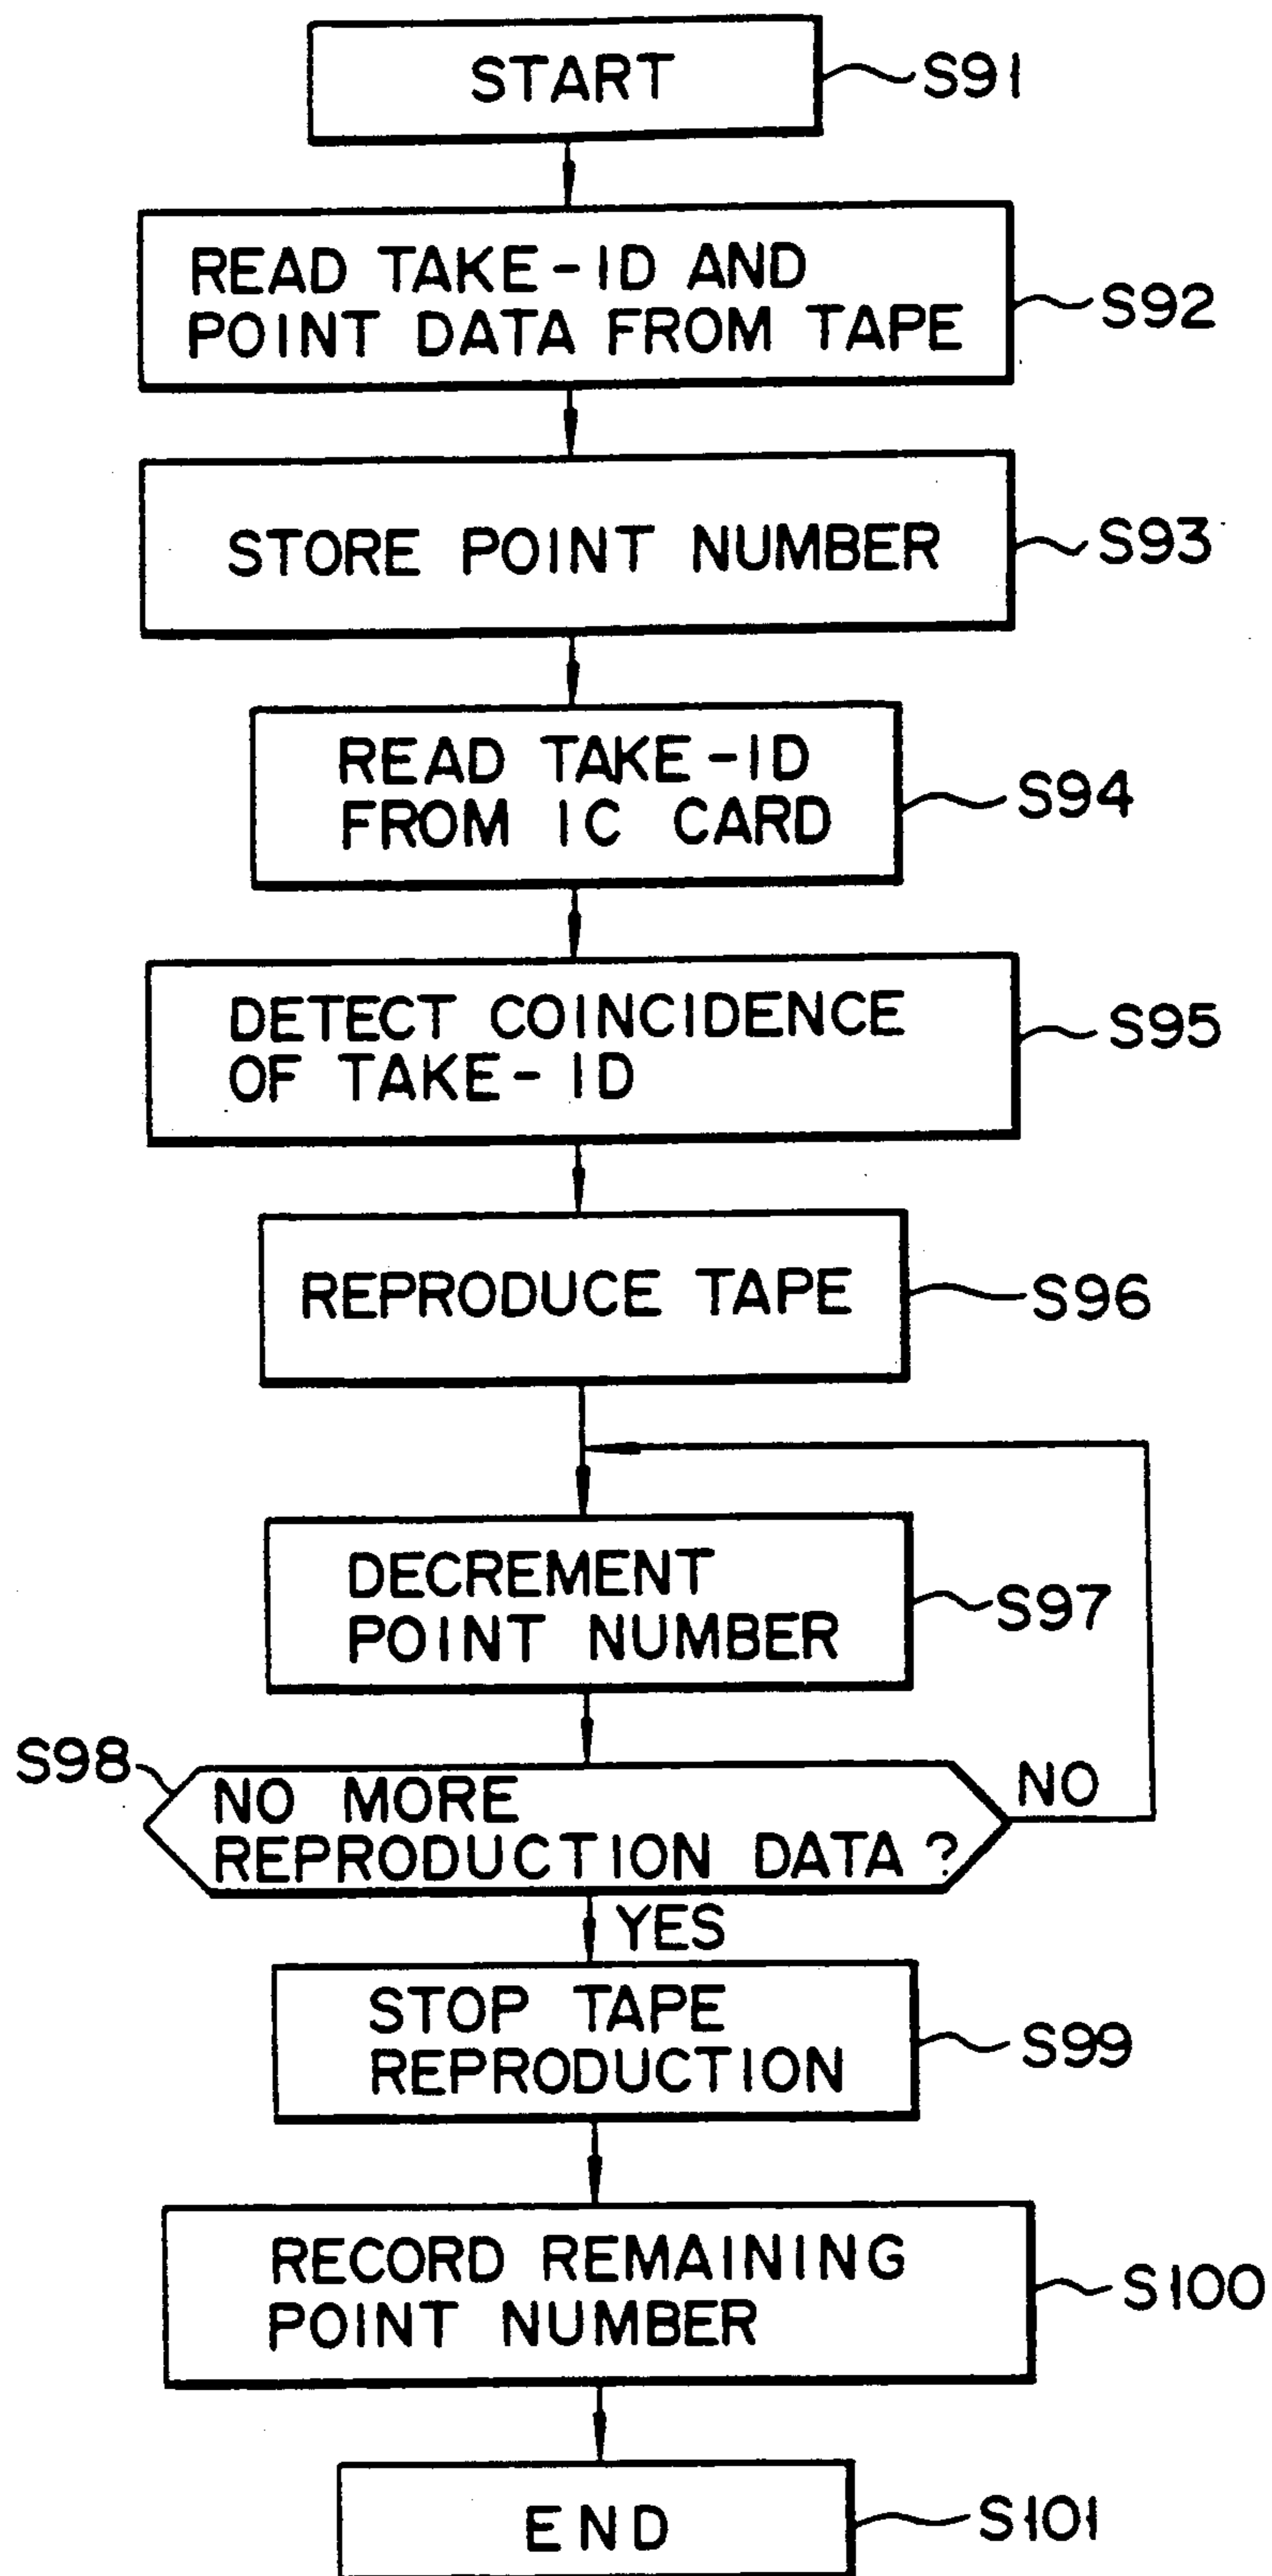 START
S91
READ TAKE-ID AND
POINT DATA FROM TAPE
S92
STORE POINT NUMBER
S93
READ TAKE-ID
FROM IC CARD
S94
DETECT COINCIDENCE
OF TAKE-ID
S95
REPRODUCE TAPE
S96
DECREMENT
POINT NUMBER
S97
S98
NO MORE
REPRODUCTION DATA?
NO
YES
STOP TAPE
REPRODUCTION
S99
RECORD REMAINING
POINT NUMBER
S100
END
S101